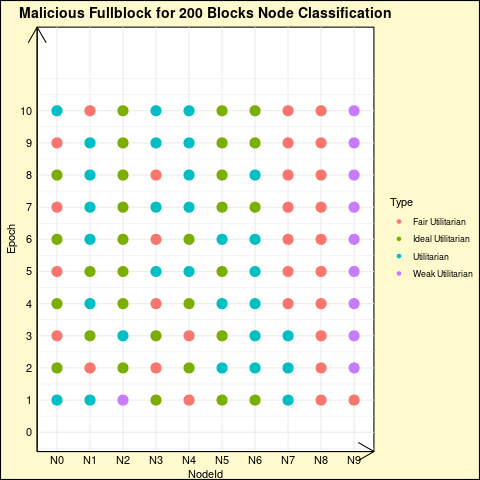 Malicious Fullblock for 200 Blocks Node Classification
10
9
8
7
6
5
4
3
2
1
0
Epoch
N0 N1 N2 N3 N4 N5 N6 N7 N8 N9
NodeId
Type
Fair Utilitarian
Ideal Utilitarian
Utilitarian
Weak Utilitarian